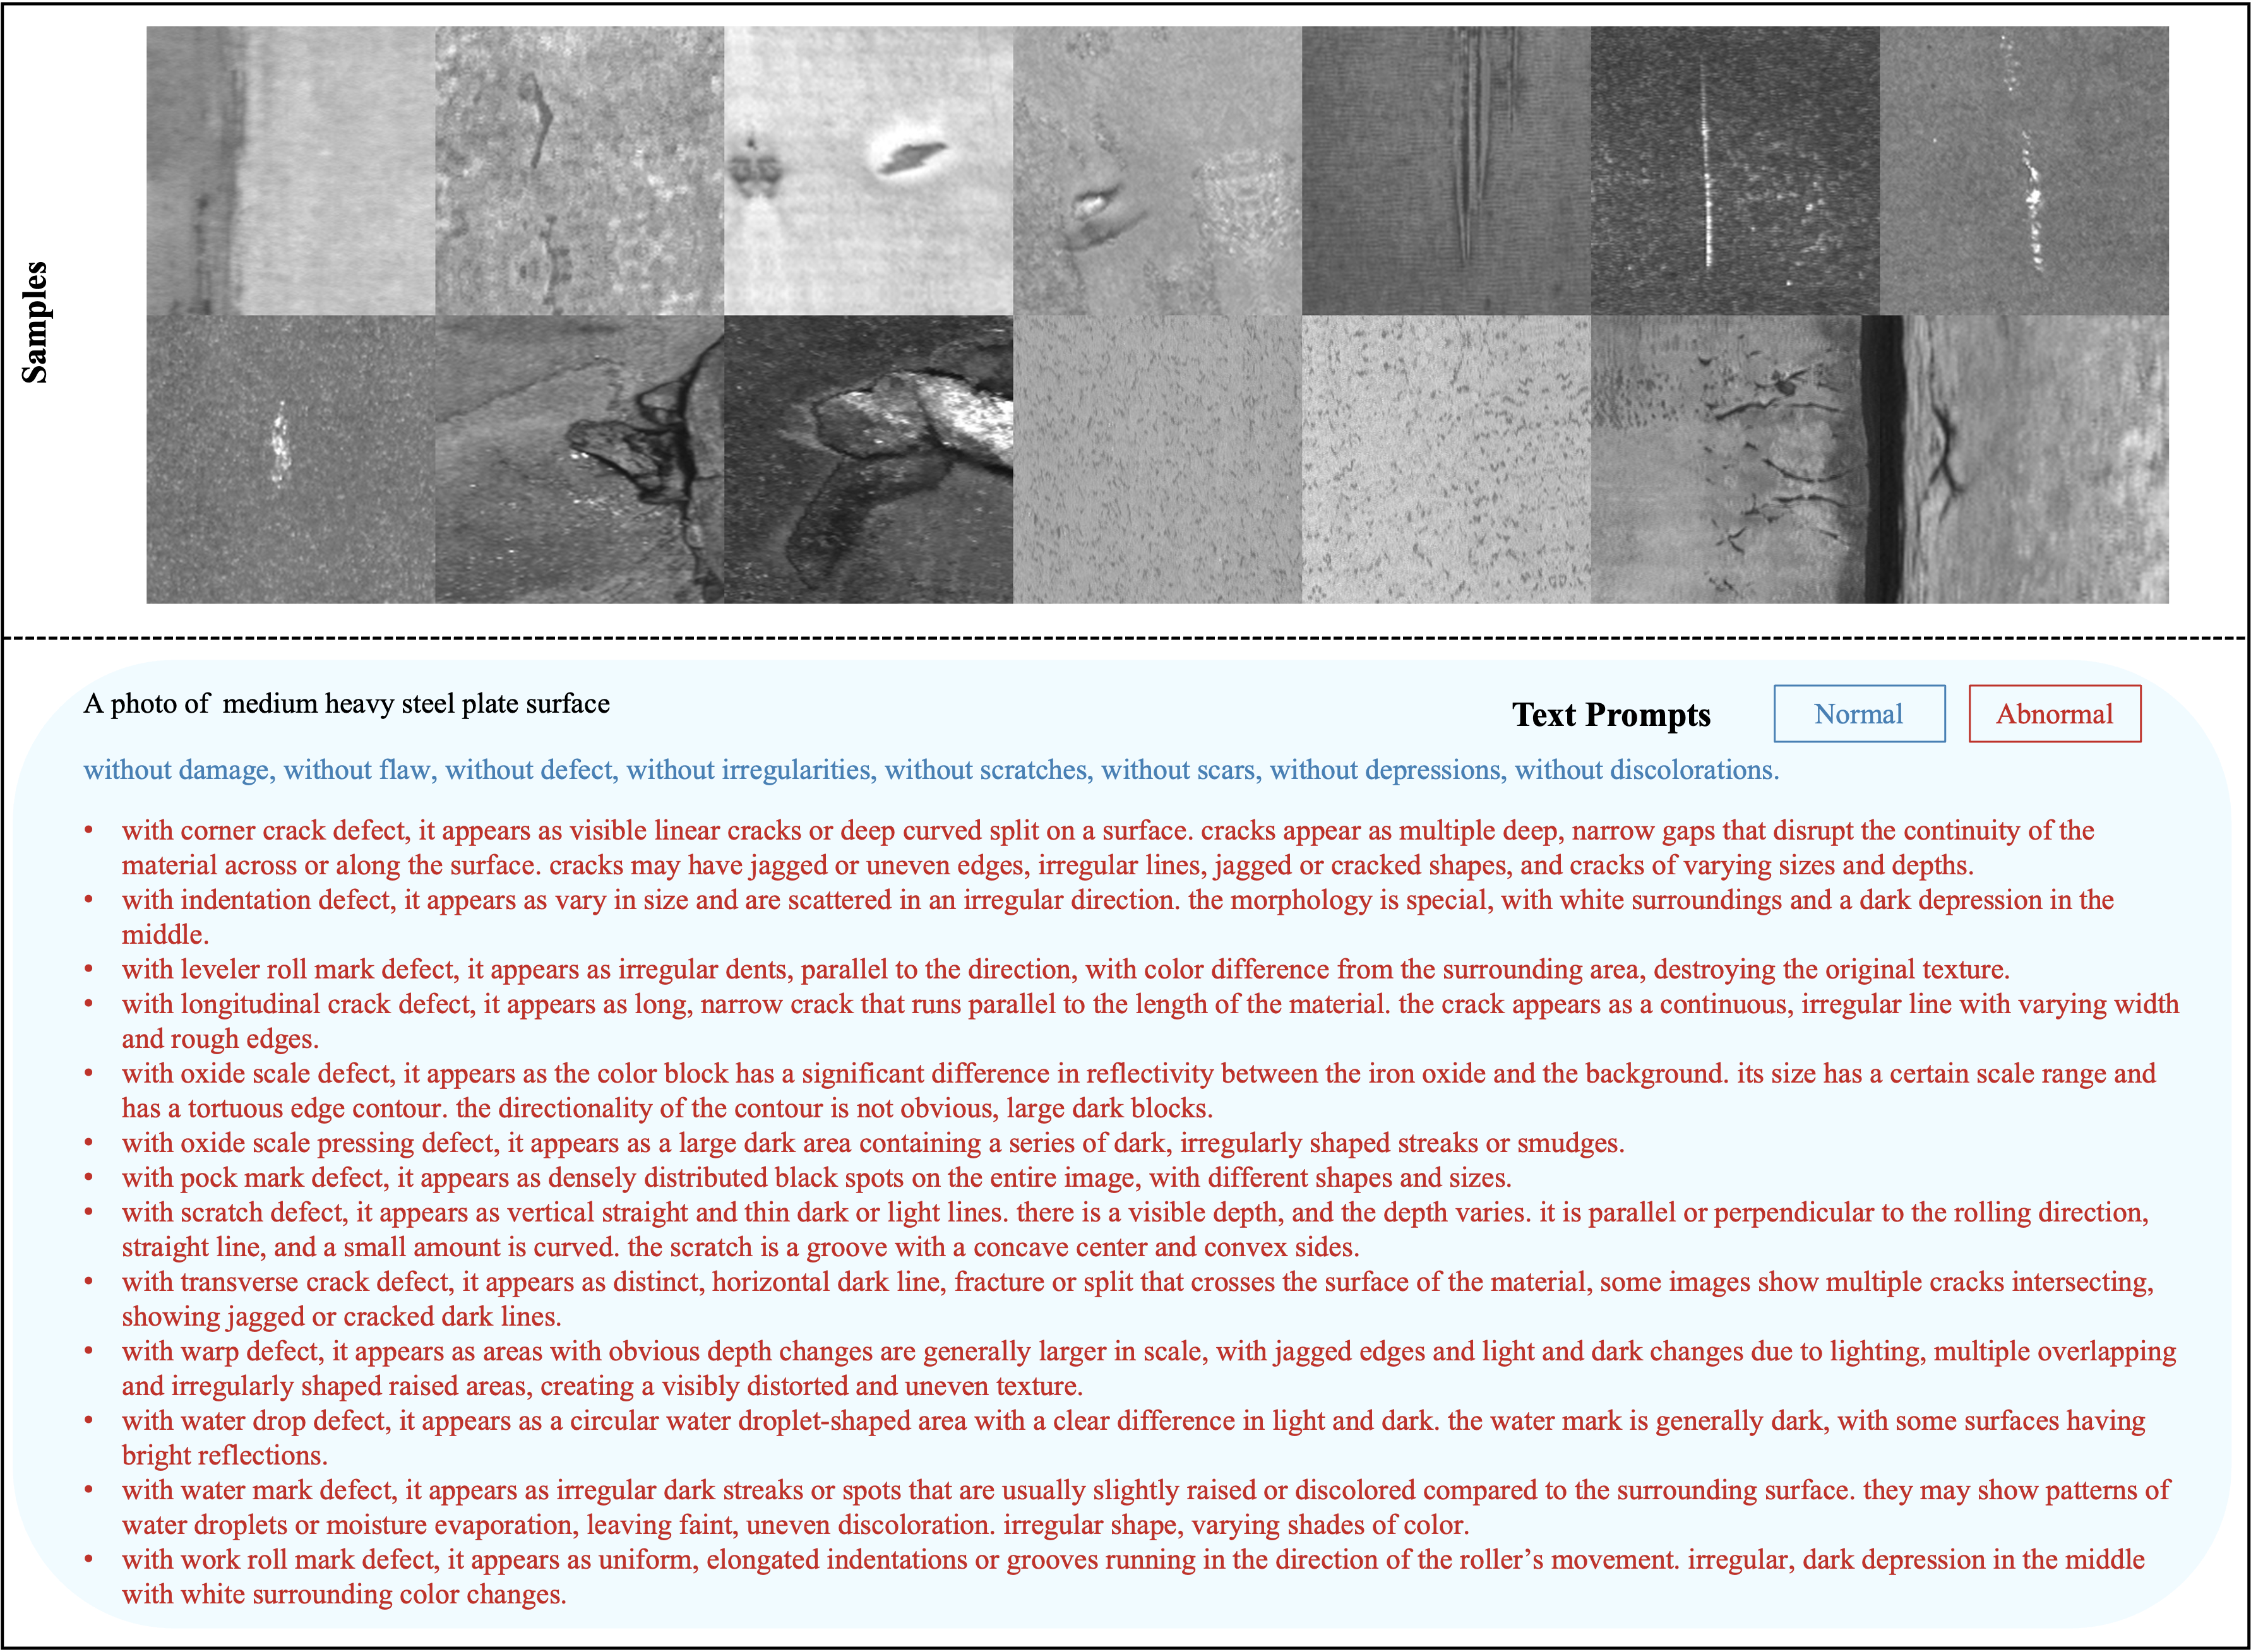 Samples
A photo of  medium heavy steel plate surface
Text Prompts
Normal
Abnormal
without damage, without flaw, without defect, without irregularities, without scratches, without scars, without depressions, without discolorations.
• with corner crack defect, it appears as visible linear cracks or deep curved split on a surface. cracks appear as multiple deep, narrow gaps that disrupt the continuity of the
material across or along the surface. cracks may have jagged or uneven edges, irregular lines, jagged or cracked shapes, and cracks of varying sizes and depths.
• with indentation defect, it appears as vary in size and are scattered in an irregular direction. the morphology is special, with white surroundings and a dark depression in the
middle.
• with leveler roll mark defect, it appears as irregular dents, parallel to the direction, with color difference from the surrounding area, destroying the original texture.
• with longitudinal crack defect, it appears as long, narrow crack that runs parallel to the length of the material. the crack appears as a continuous, irregular line with varying width
and rough edges.
• with oxide scale defect, it appears as the color block has a significant difference in reflectivity between the iron oxide and the background. its size has a certain scale range and
has a tortuous edge contour. the directionality of the contour is not obvious, large dark blocks.
• with oxide scale pressing defect, it appears as a large dark area containing a series of dark, irregularly shaped streaks or smudges.
• with pock mark defect, it appears as densely distributed black spots on the entire image, with different shapes and sizes.
• with scratch defect, it appears as vertical straight and thin dark or light lines. there is a visible depth, and the depth varies. it is parallel or perpendicular to the rolling direction,
straight line, and a small amount is curved. the scratch is a groove with a concave center and convex sides.
• with transverse crack defect, it appears as distinct, horizontal dark line, fracture or split that crosses the surface of the material, some images show multiple cracks intersecting,
showing jagged or cracked dark lines.
• with warp defect, it appears as areas with obvious depth changes are generally larger in scale, with jagged edges and light and dark changes due to lighting, multiple overlapping
and irregularly shaped raised areas, creating a visibly distorted and uneven texture.
• with water drop defect, it appears as a circular water droplet-shaped area with a clear difference in light and dark. the water mark is generally dark, with some surfaces having
bright reflections.
• with water mark defect, it appears as irregular dark streaks or spots that are usually slightly raised or discolored compared to the surrounding surface. they may show patterns of
water droplets or moisture evaporation, leaving faint, uneven discoloration. irregular shape, varying shades of color.
• with work roll mark defect, it appears as uniform, elongated indentations or grooves running in the direction of the roller’s movement. irregular, dark depression in the middle
with white surrounding color changes.